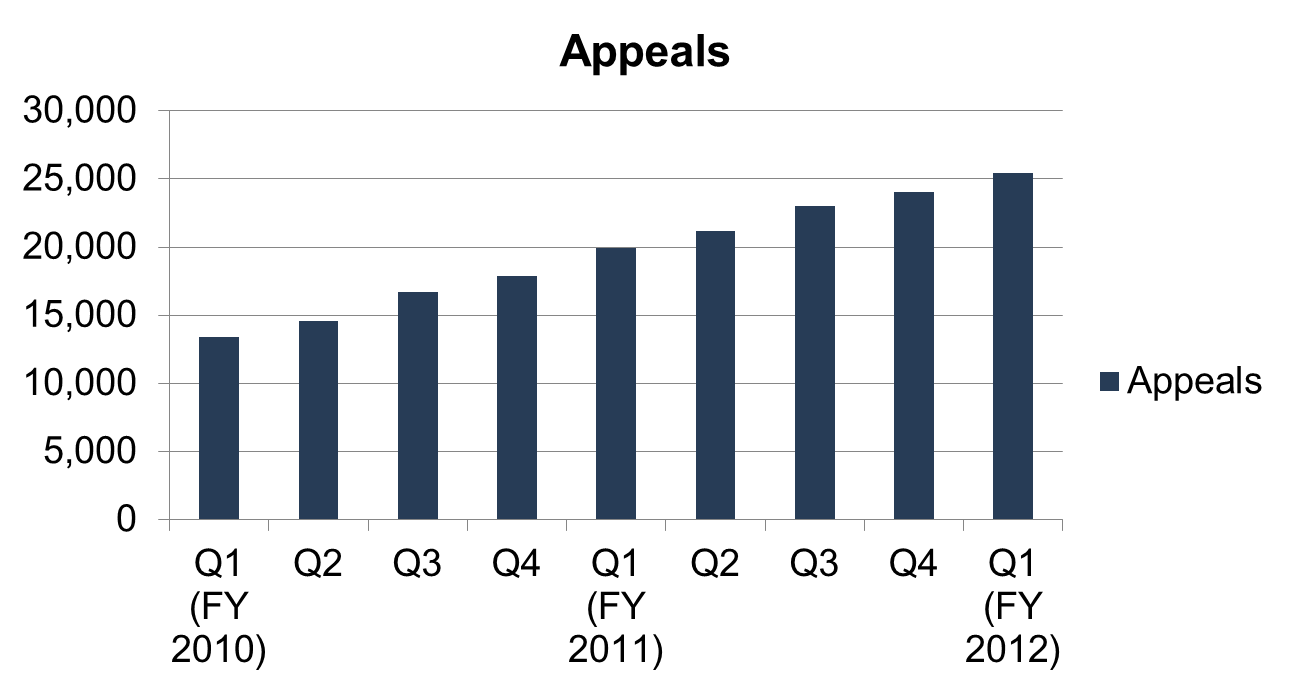 Appeals
30,000
25,000
20,000
15,000
10,000
5,000
0
Q1 Q2 Q3 Q4 Q1 Q2 Q3 Q4 Q1
(FY (FY (FY
2010) 2011) 2012)
Appeals